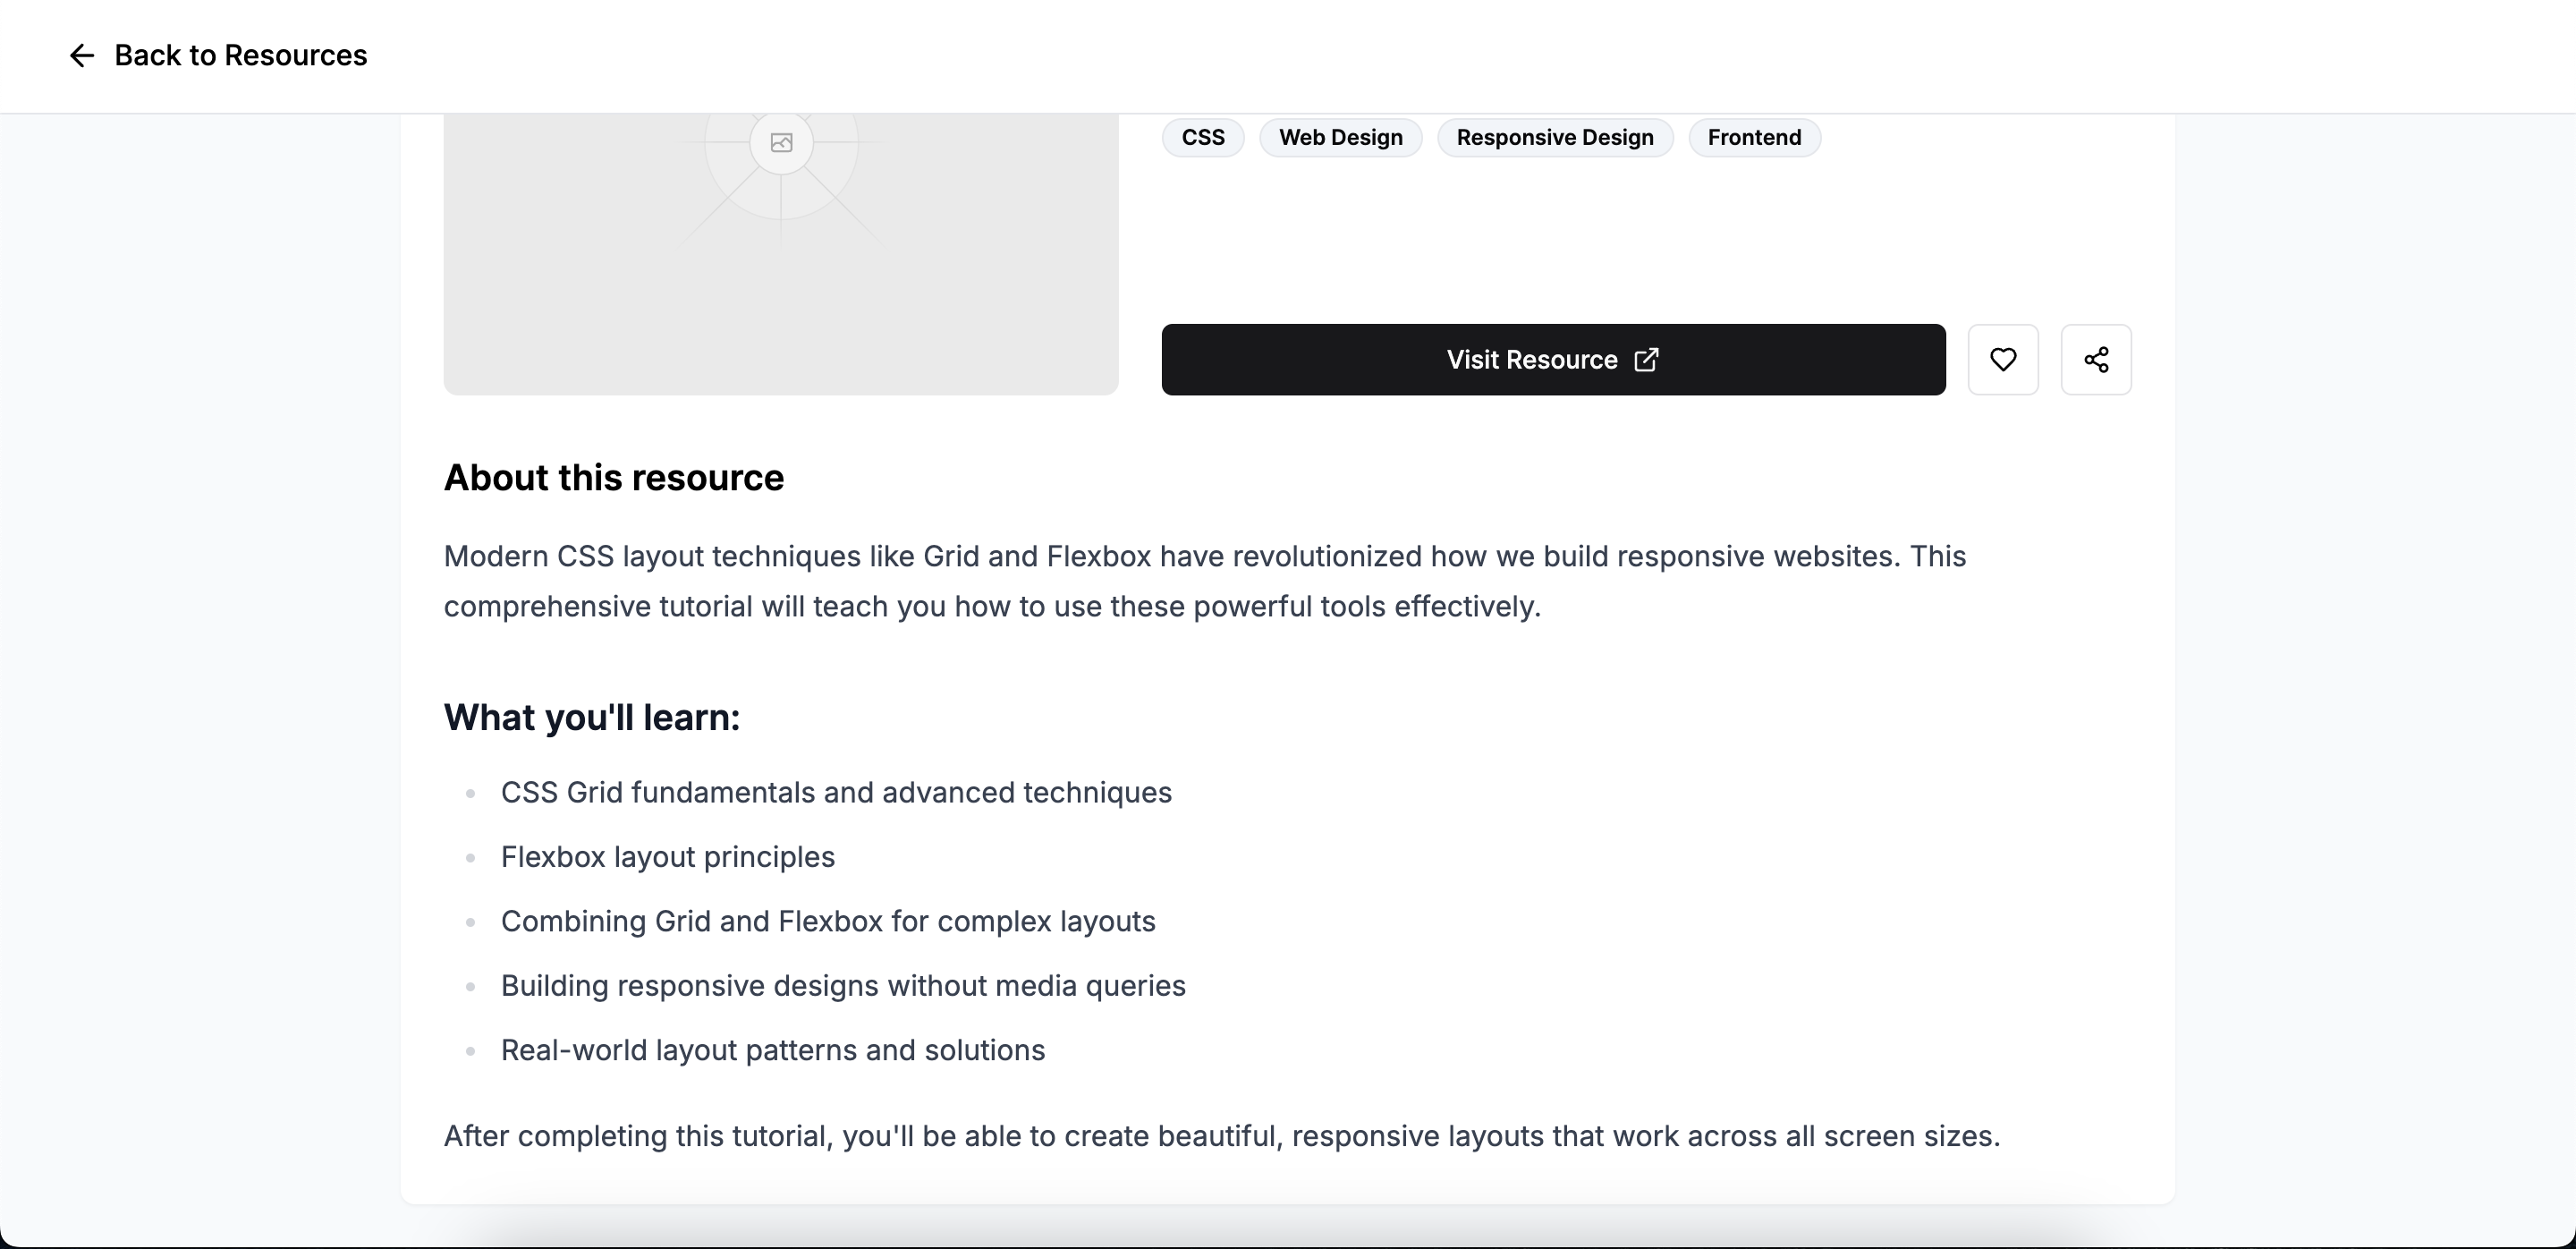 Back to Resources
CSS Web Design Responsive Design Frontend
Visit Resource
About this resource
Modern CSS layout techniques like Grid and Flexbox have revolutionized how we build responsive websites. This
comprehensive tutorial will teach you how to use these powerful tools effectively.
What you'll learn:
CSS Grid fundamentals and advanced techniques
Flexbox layout principles
Combining Grid and Flexbox for complex layouts
Building responsive designs without media queries
Real-world layout patterns and solutions
After completing this tutorial, you'll be able to create beautiful, responsive layouts that work across all screen sizes.